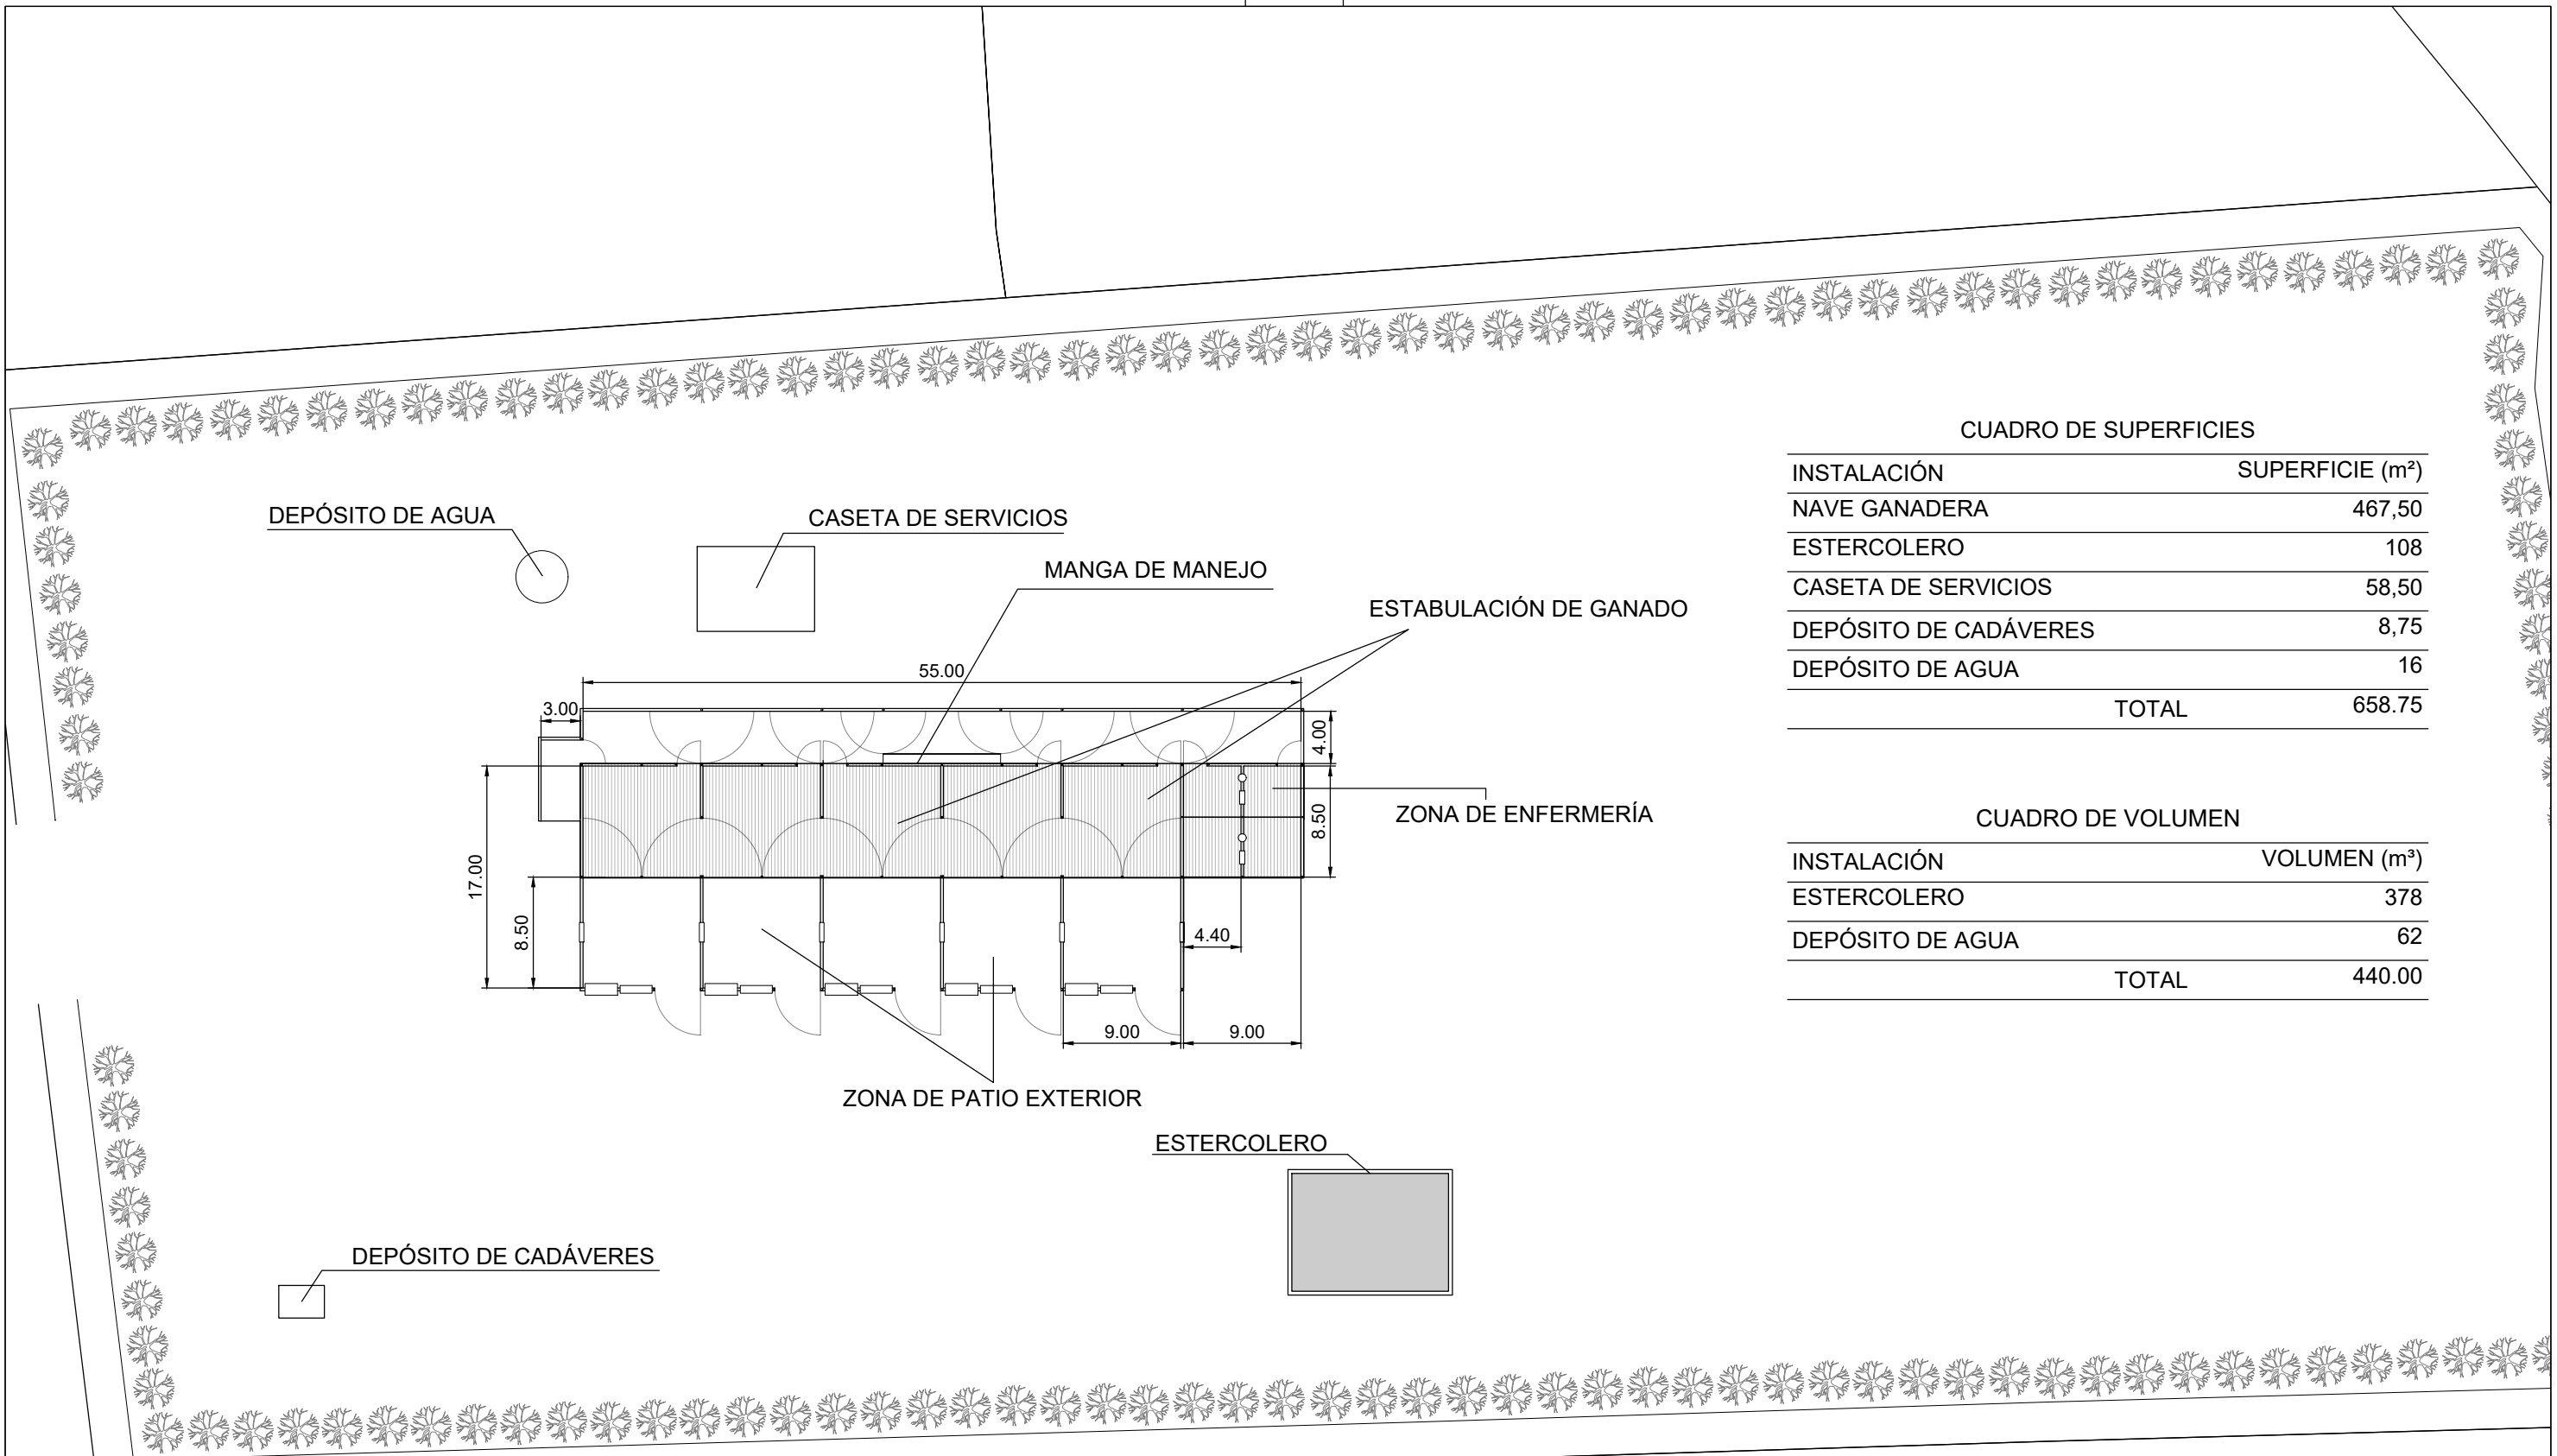 DEPÓSITO DE AGUA
CASETA DE SERVICIOS
MANGA DE MANEJO
ESTABULACIÓN DE GANADO
55.00
3.00
4.00
8.50
17.00
8.50
4.40
9.00
9.00
ZONA DE ENFERMERÍA
ZONA DE PATIO EXTERIOR
ESTERCOLERO
DEPÓSITO DE CADÁVERES
CUADRO DE SUPERFICIES
INSTALACIÓN SUPERFICIE (m²)
NAVE GANADERA 467,50
ESTERCOLERO 108
CASETA DE SERVICIOS 58,50
DEPÓSITO DE CADÁVERES 8,75
DEPÓSITO DE AGUA 16
TOTAL 658.75
CUADRO DE VOLUMEN
INSTALACIÓN VOLUMEN (m³)
ESTERCOLERO 378
DEPÓSITO DE AGUA 62
TOTAL 440.00